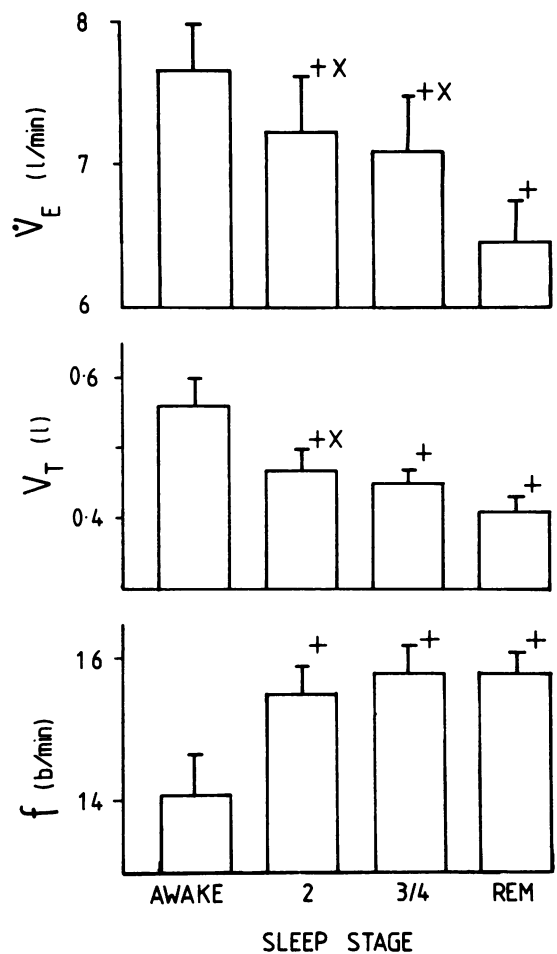 8
7
6
V̇E (l/min)
+X
+X
+
0·6
0·4
VT (l)
+X
+
+
16
14
f (b/min)
+
+
+
AWAKE 2 3/4 REM
SLEEP STAGE